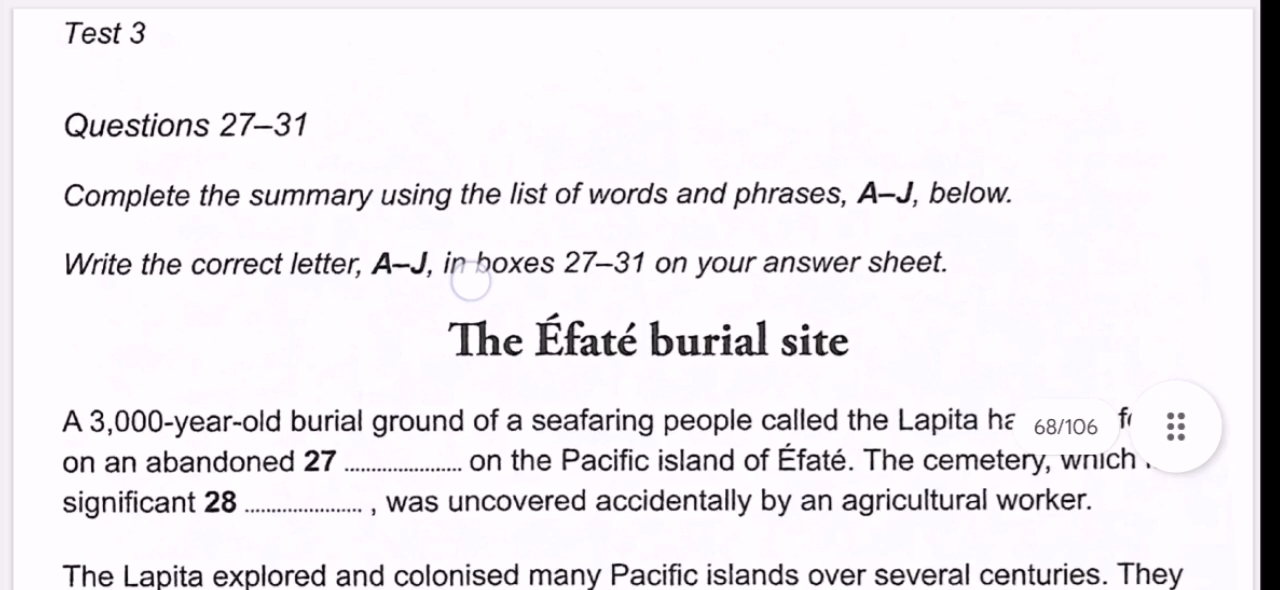 Test 3
Questions 27–31
Complete the summary using the list of words and phrases, A–J, below.
Write the correct letter, A–J, in boxes 27–31 on your answer sheet.
The Éfaté burial site
A 3,000-year-old burial ground of a seafaring people called the Lapita
68/106
on an abandoned 27 ...................... on the Pacific island of Éfaté. The cemetery, which
significant 28 ...................... , was uncovered accidentally by an agricultural worker.
The Lapita explored and colonised many Pacific islands over several centuries. They